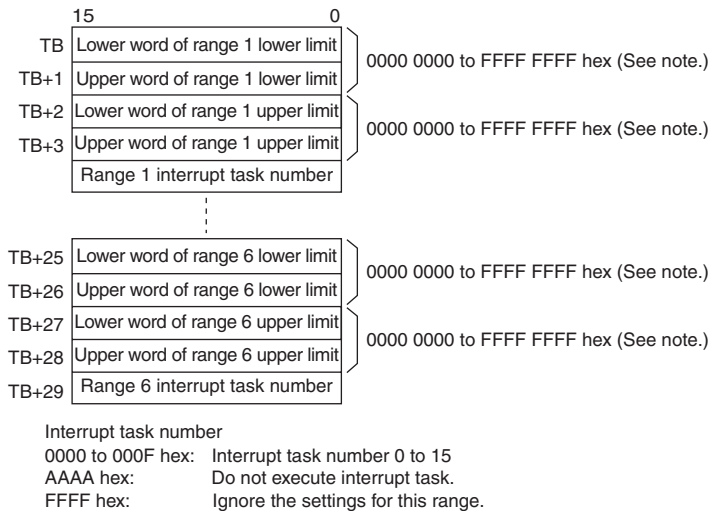 15 0
TB Lower word of range 1 lower limit
TB+1 Upper word of range 1 lower limit
0000 0000 to FFFF FFFF hex (See note.)
TB+2 Lower word of range 1 upper limit
TB+3 Upper word of range 1 upper limit
0000 0000 to FFFF FFFF hex (See note.)
Range 1 interrupt task number
TB+25 Lower word of range 6 lower limit
TB+26 Upper word of range 6 lower limit
0000 0000 to FFFF FFFF hex (See note.)
TB+27 Lower word of range 6 upper limit
TB+28 Upper word of range 6 upper limit
0000 0000 to FFFF FFFF hex (See note.)
TB+29 Range 6 interrupt task number
Interrupt task number
0000 to 000F hex: Interrupt task number 0 to 15
AAAA hex: Do not execute interrupt task.
FFFF hex: Ignore the settings for this range.